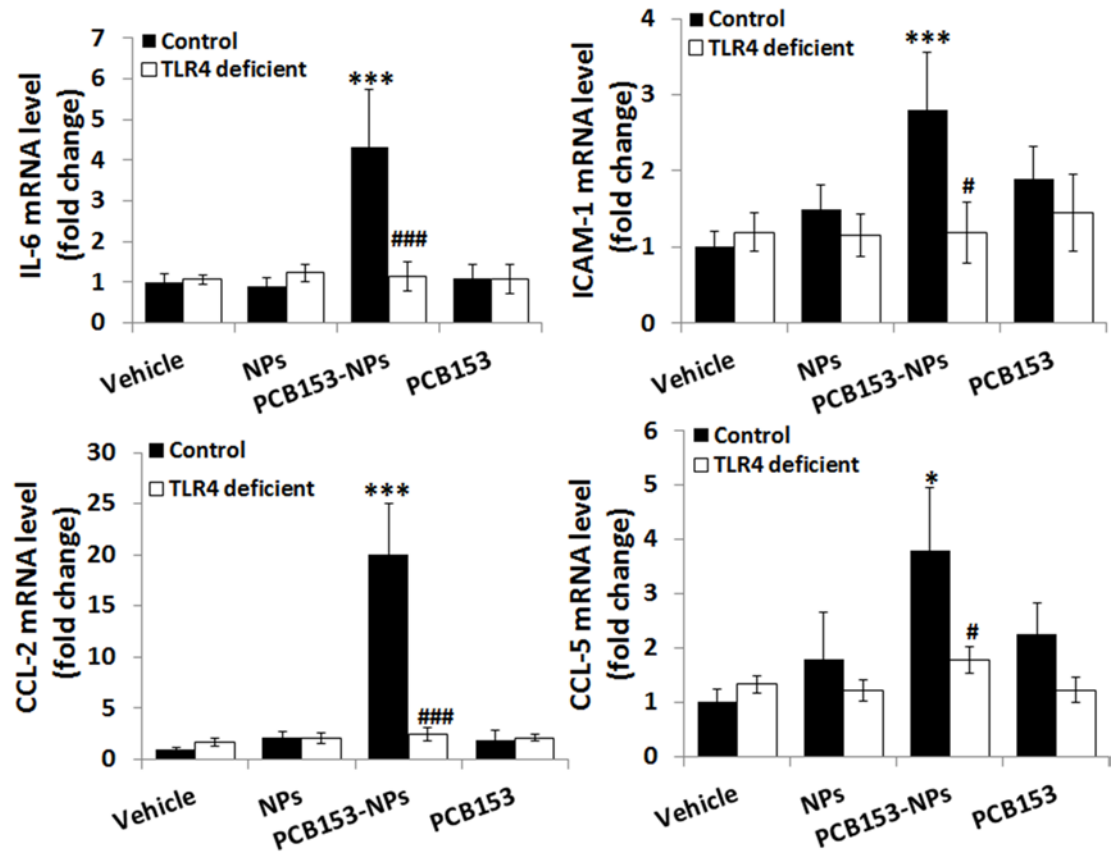 IL-6 mRNA level
(fold change)
7
6
5
4
3
2
1
0
Control
TLR4 deficient
***
###
Vehicle
NPs
PCB153-NPs
PCB153
ICAM-1 mRNA level
(fold change)
4
3
2
1
0
Control
TLR4 deficient
***
#
Vehicle
NPs
PCB153-NPs
PCB153
CCL-2 mRNA level
(fold change)
30
25
20
15
10
5
0
Control
TLR4 deficient
***
###
Vehicle
NPs
PCB153-NPs
PCB153
CCL-5 mRNA level
(fold change)
6
5
4
3
2
1
0
Control
TLR4 deficient
*
#
Vehicle
NPs
PCB153-NPs
PCB153